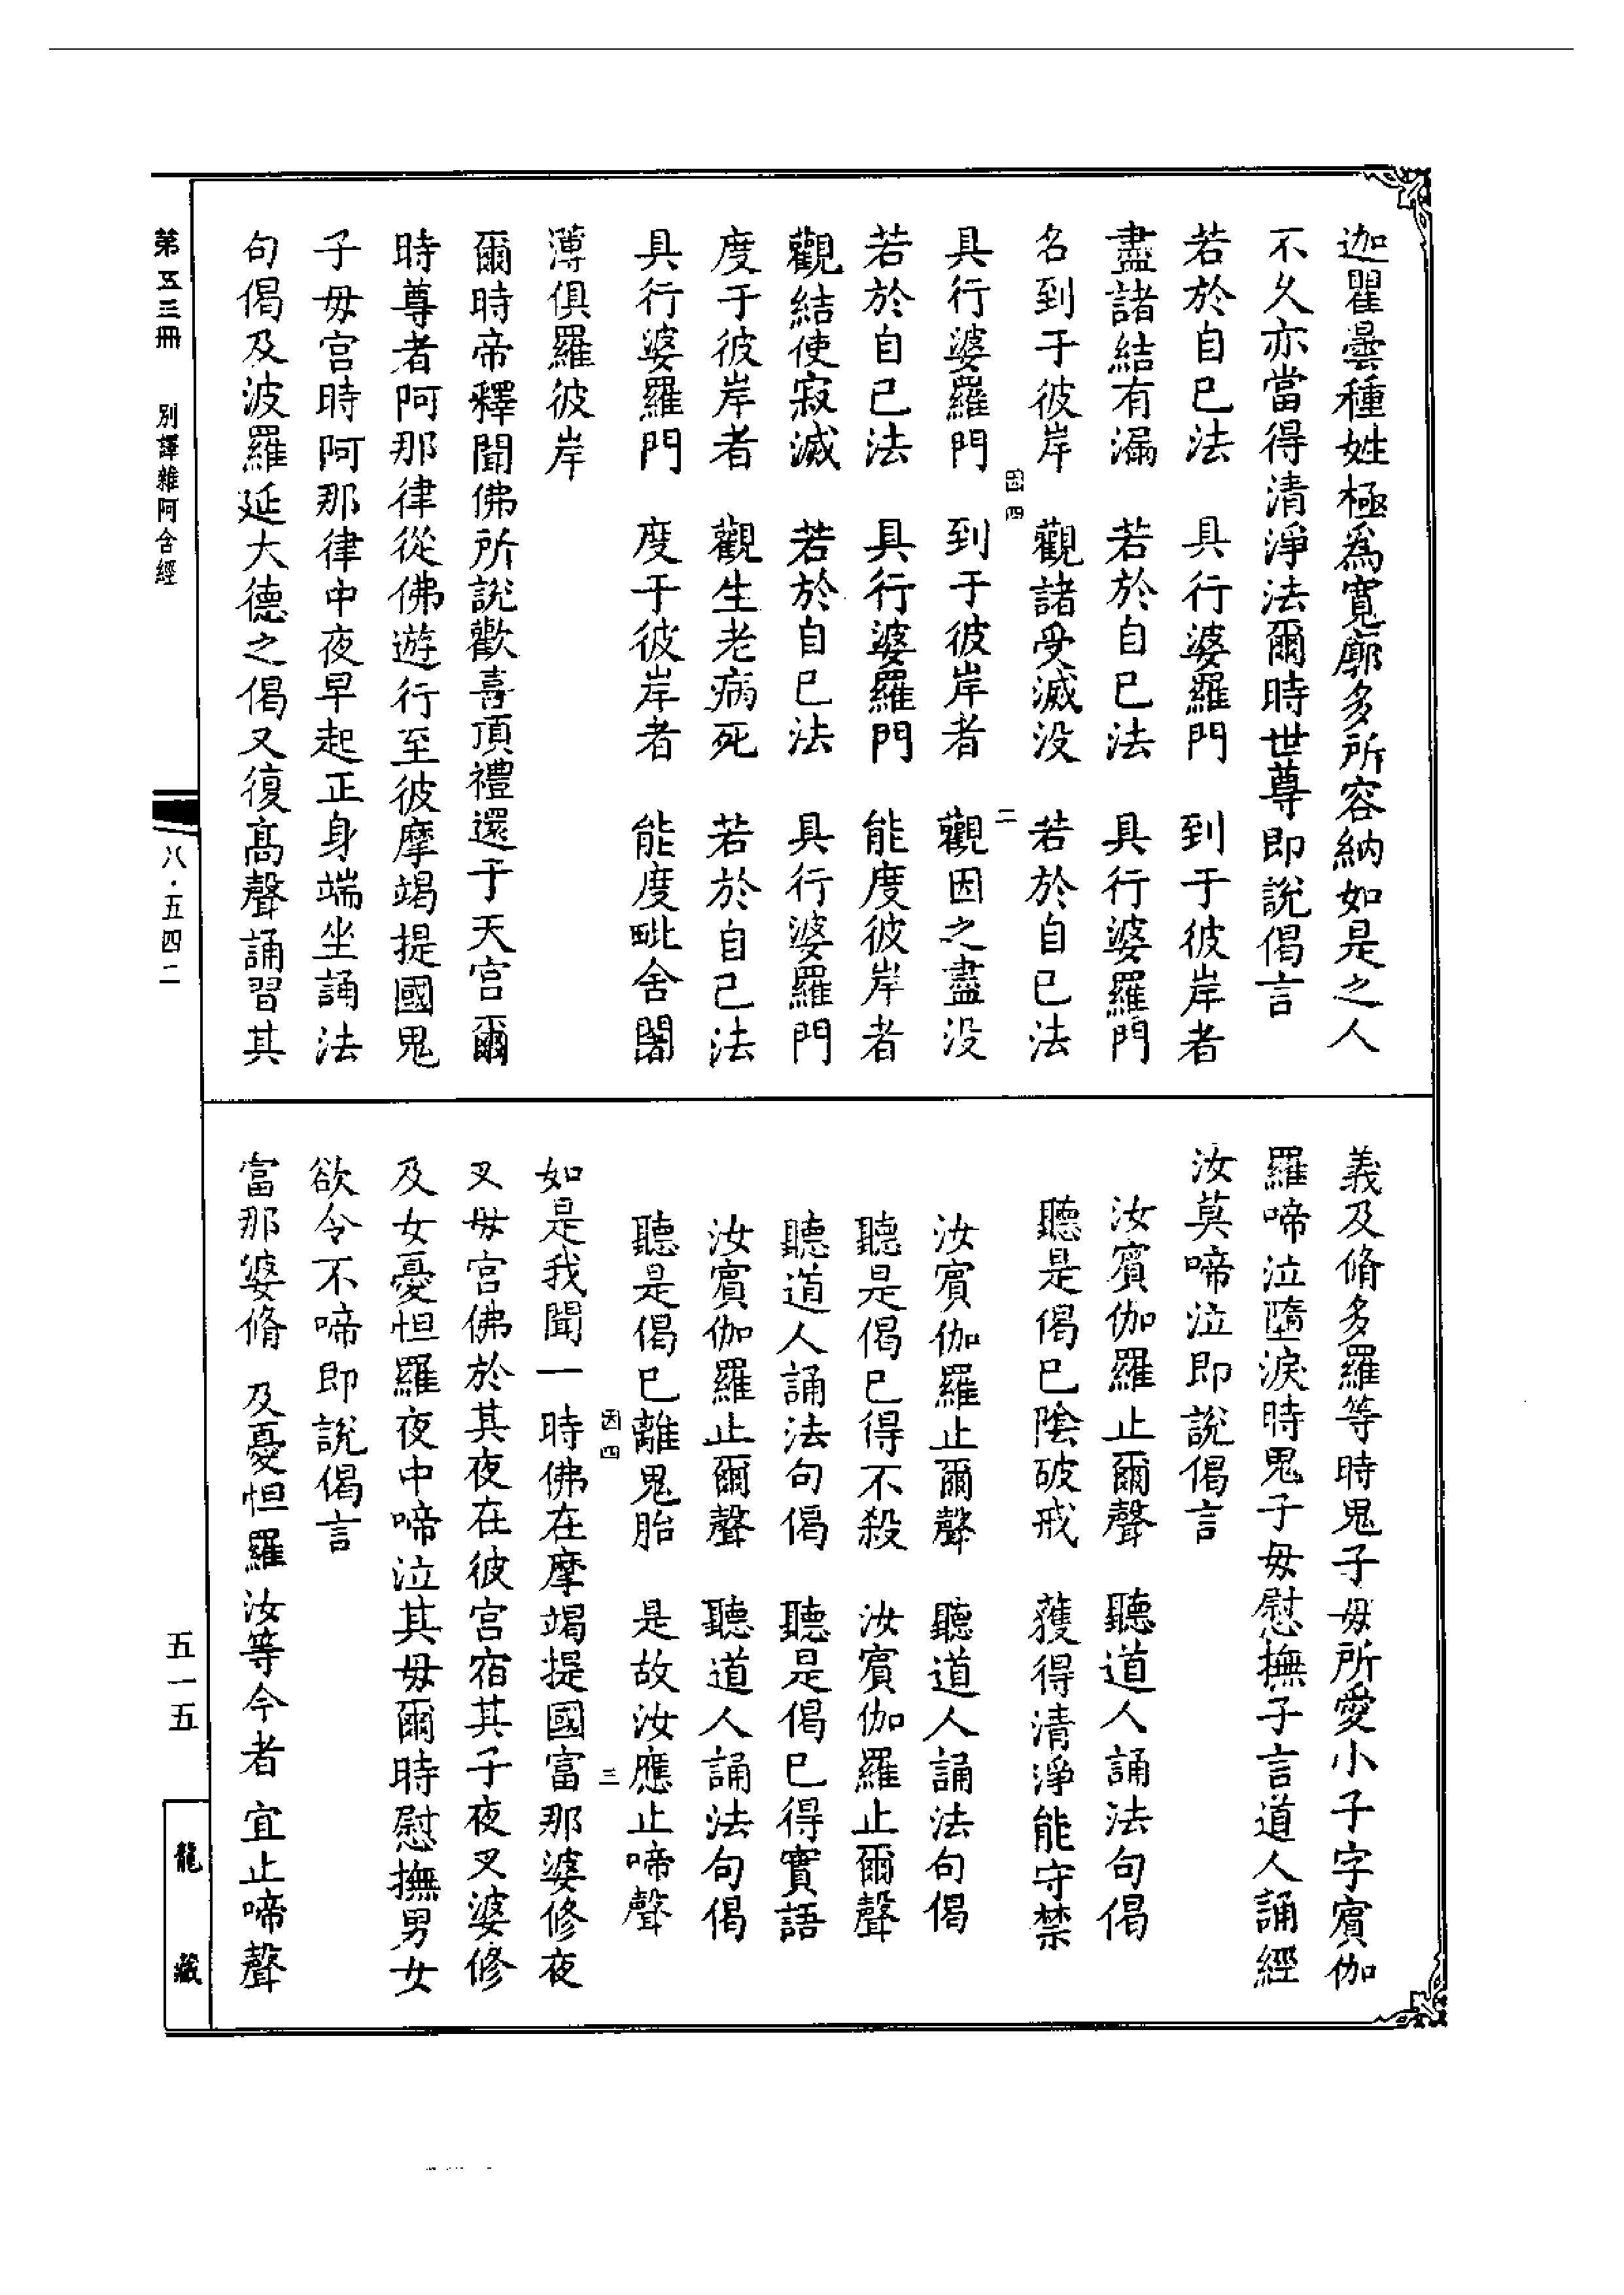 迦瞿曇種姓極爲寬廓多所容納如是之人
不久亦當得清淨法爾時世尊即說偈言
若於自已法　具行婆羅門　到于彼岸者
盡諸結有漏　若於自已法　具行婆羅門
名到于彼岸　觀諸受滅沒　若於自已法
因四　二
具行婆羅門　到于彼岸者　觀因之盡沒
若於自已法　具行婆羅門　能度彼岸者
觀結使寂滅　若於自已法　具行婆羅門
度于彼岸者　觀生老病死　若於自己法
具行婆羅門　度于彼岸者　能度毗舍闍
薄俱羅彼岸
爾時帝釋聞佛所說歡喜頂禮還于天宮爾
時尊者阿那律從佛遊行至彼摩竭提國鬼
子母宮時阿那律中夜早起正身端坐誦法
句偈及波羅延大德之偈又復高聲誦習其
義及脩多羅等時鬼子母所愛小子字賓伽
羅啼泣墮淚時鬼子母慰撫子言道人誦經
汝莫啼泣即說偈言
汝賓伽羅止爾聲　聽道人誦法句偈
聽是偈已除破戒　獲得清淨能守禁
汝賓伽羅止爾聲　聽道人誦法句偈
聽是偈已得不殺　汝賓伽羅止爾聲
聽道人誦法句偈　聽是偈已得實語
汝賓伽羅止爾聲　聽道人誦法句偈
聽是偈已離鬼胎　是故汝應止啼聲
因四　三
如是我聞一時佛在摩竭提國富那婆修夜
叉母宮佛於其夜在彼宮宿其子夜叉婆修
及女憂怛羅夜中啼泣其母爾時慰撫男女
欲令不啼即說偈言
富那婆脩　及憂怛羅　汝等今者　宜止啼聲
第五三冊　別譯雜阿含經
八·五四二
五一五
龍藏